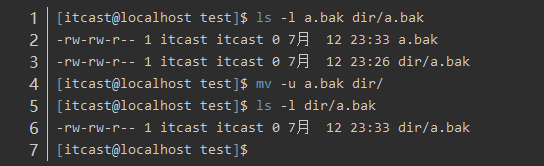 1 [itcast@localhost test]$ ls -l a.bak dir/a.bak
2 -rw-rw-r-- 1 itcast itcast 0 7月  12 23:33 a.bak
3 -rw-rw-r-- 1 itcast itcast 0 7月  12 23:26 dir/a.bak
4 [itcast@localhost test]$ mv -u a.bak dir/
5 [itcast@localhost test]$ ls -l dir/a.bak
6 -rw-rw-r-- 1 itcast itcast 0 7月  12 23:33 dir/a.bak
7 [itcast@localhost test]$